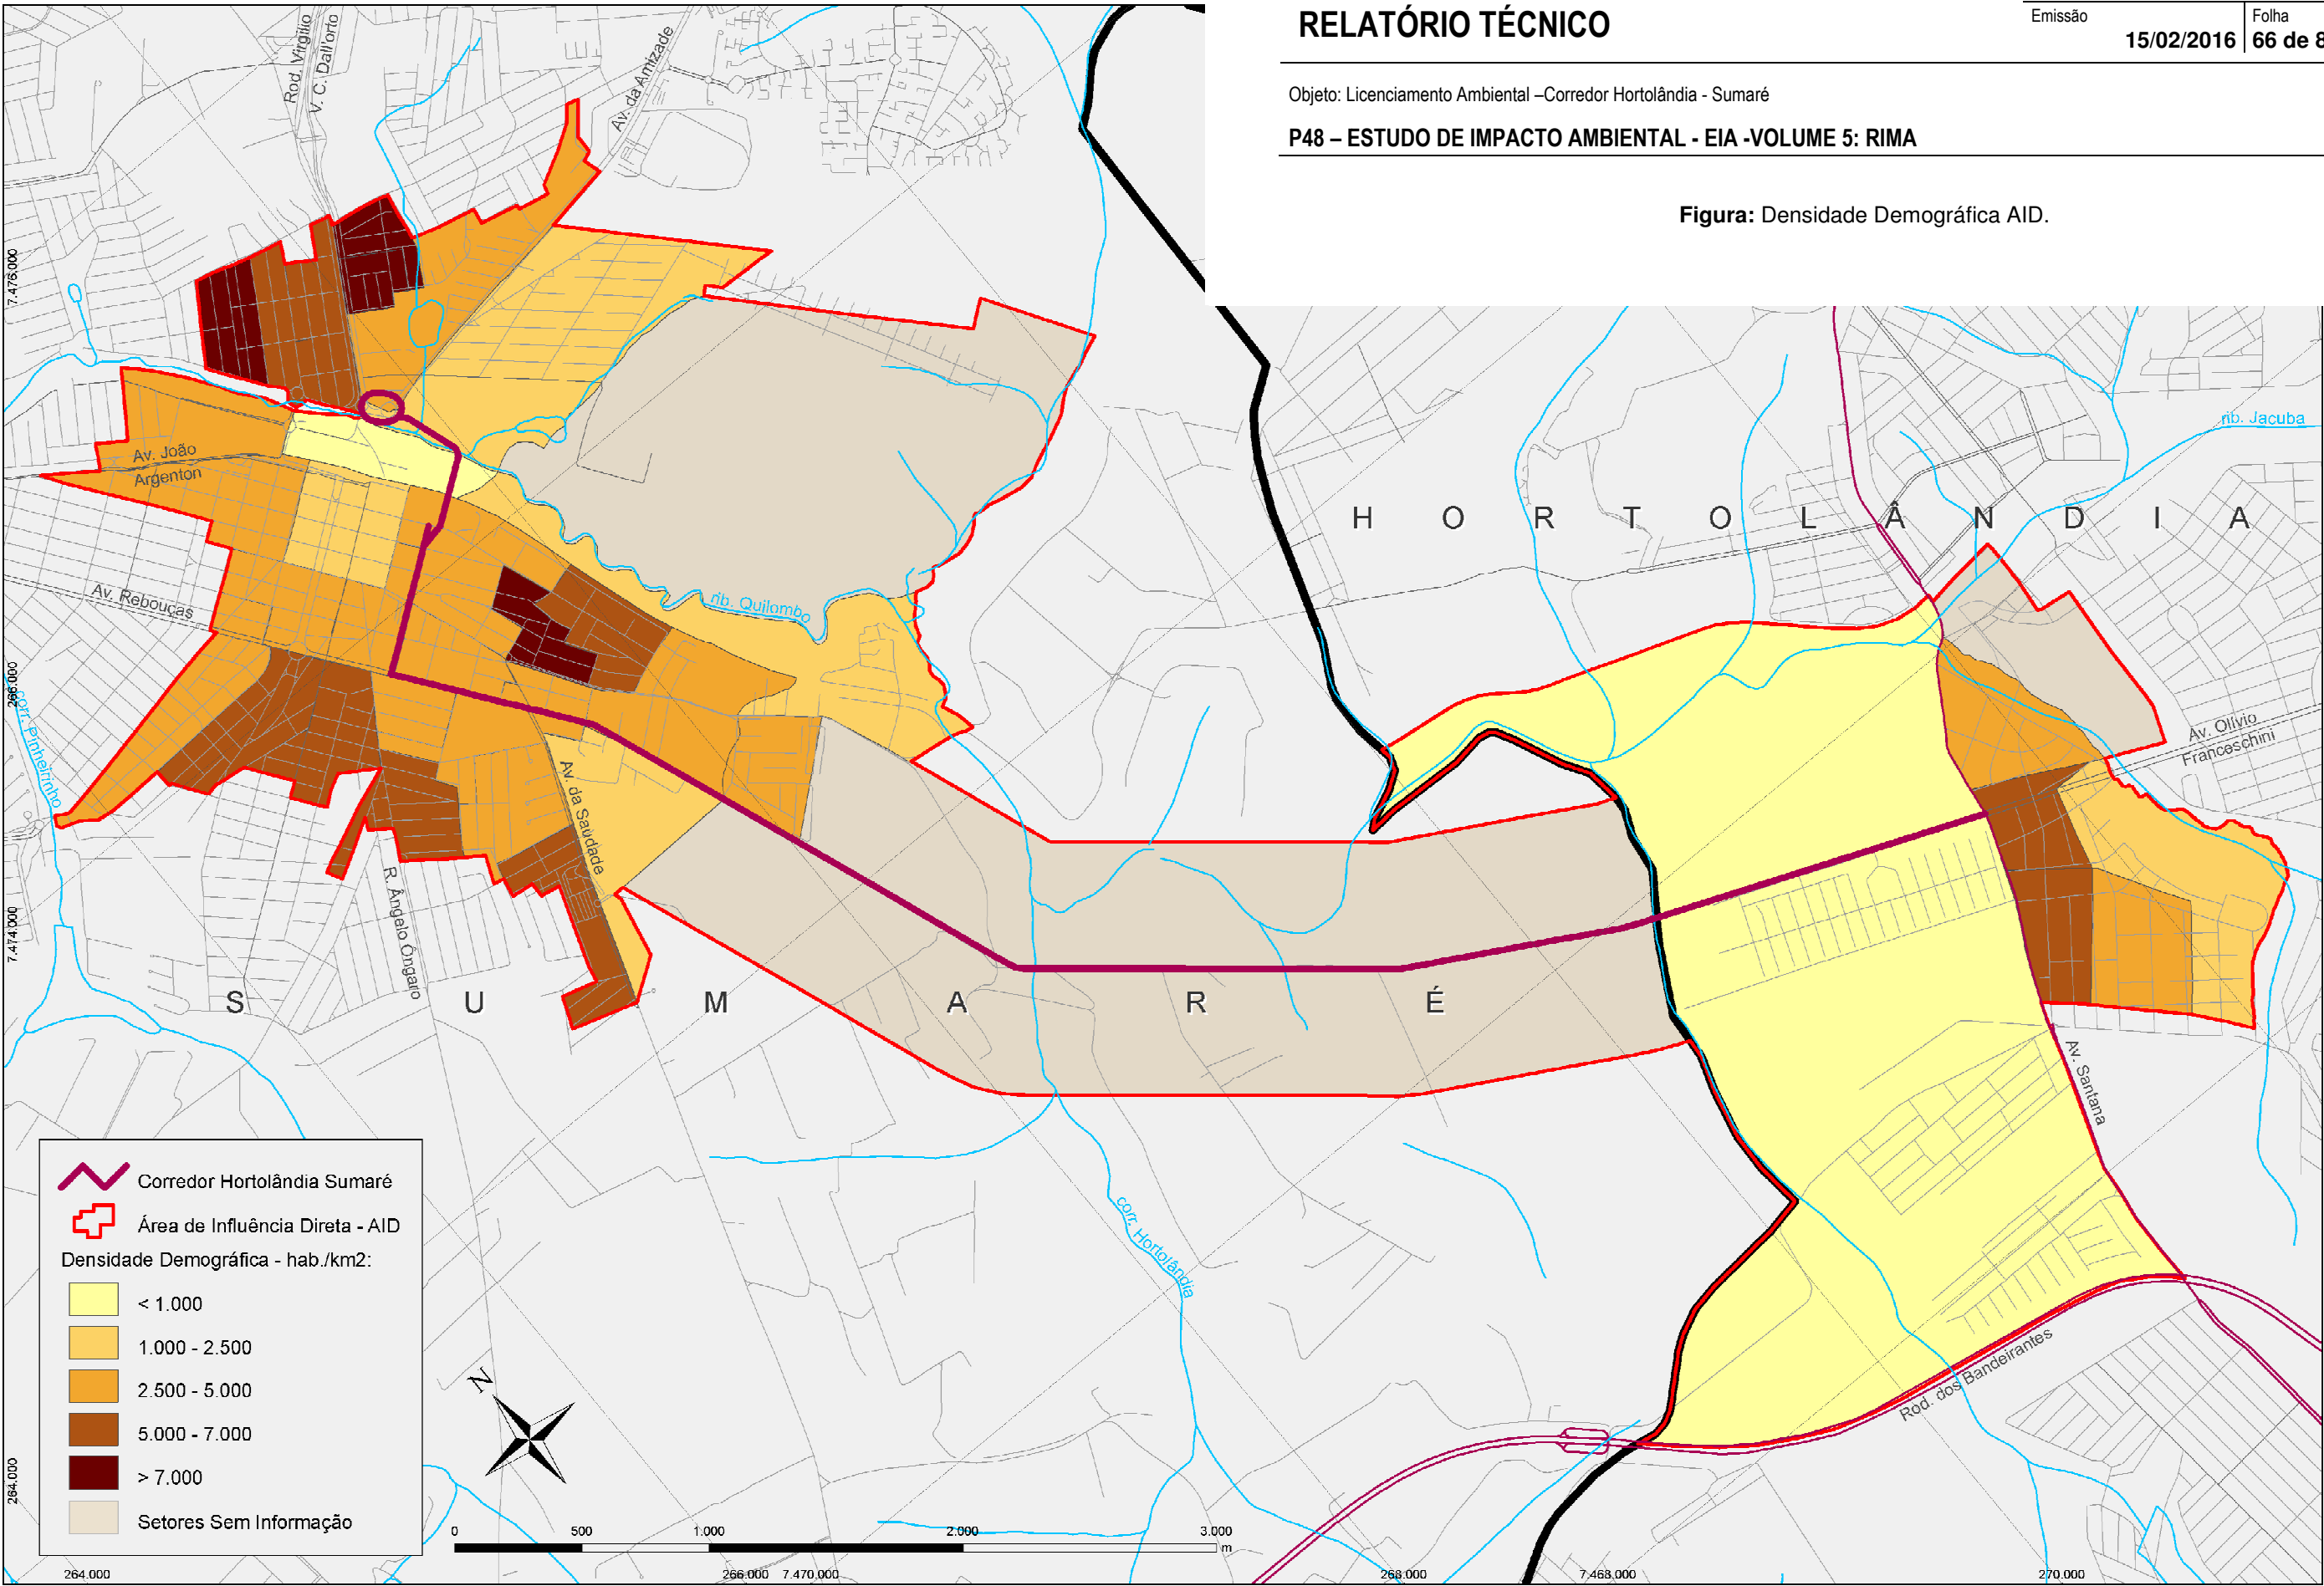 RELATÓRIO TÉCNICO
Emissão
15/02/2016
Folha
66 de 8
Objeto: Licenciamento Ambiental –Corredor Hortolândia - Sumaré
P48 – ESTUDO DE IMPACTO AMBIENTAL - EIA -VOLUME 5: RIMA
Figura: Densidade Demográfica AID.
Rod. Virgílio
V. C. Dall'orto
Av. da Amizade
7.476.000
rib. Jacuba
Av. João
Argenton
HORTOLÂNDIA
Av. Rebouças
rib. Quilombo
266.000
corr. Pinheirinho
Av. Olívio
Franceschini
Av. da Saudade
R. Ângelo Ongaro
7.474.000
SUMARÉ
Av. Santana
corr. Hortolândia
Rod. dos Bandeirantes
Corredor Hortolândia Sumaré
Área de Influência Direta - AID
Densidade Demográfica - hab./km2:
< 1.000
1.000 - 2.500
2.500 - 5.000
5.000 - 7.000
> 7.000
Setores Sem Informação
N
0 500 1.000 2.000 3.000
m
264.000
264.000 266.000 7.470.000 268.000 7.468.000 270.000